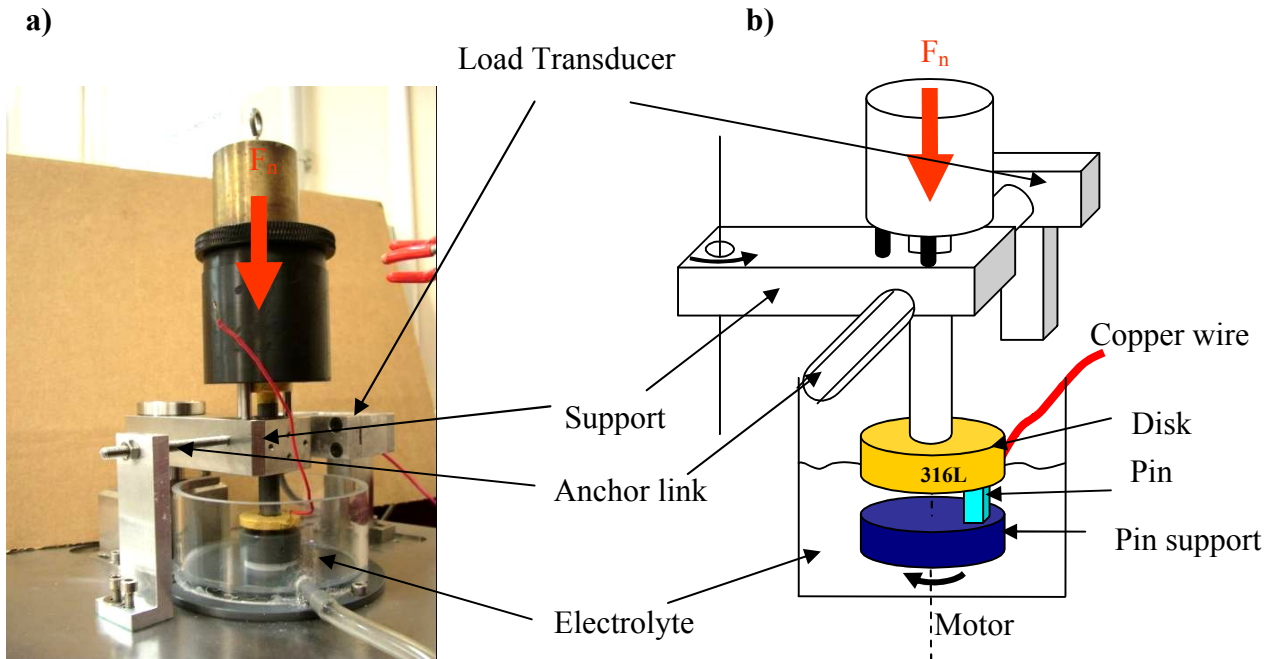 a)
b)
Load Transducer
Fn
Fn
Copper wire
Support
Disk
316L
Anchor link
Pin
Pin support
Electrolyte
Motor